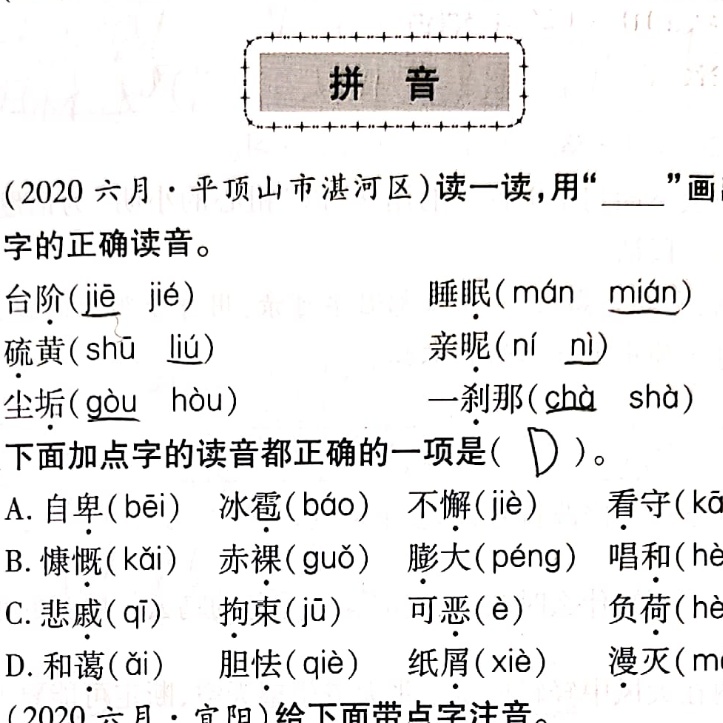 拼 音
(2020 六月·平顶山市湛河区)读一读,用“____”画
字的正确读音。
台阶(jiē jié) 睡眠(mán mián)
硫黄(shū liú) 亲昵(ní nì)
尘垢(gòu hòu) 一刹那(chà shà)
下面加点字的读音都正确的一项是( D )。
A. 自卑(bēi) 冰雹(báo) 不懈(jiè) 看守(kā
B. 慷慨(kǎi) 赤裸(guǒ) 膨大(péng) 唱和(hè
C. 悲戚(qī) 拘束(jū) 可恶(è) 负荷(hè
D. 和蔼(ǎi) 胆怯(qiè) 纸屑(xiè) 漫灭(m
(2020 六月·宜阳)给下面带点字注音。